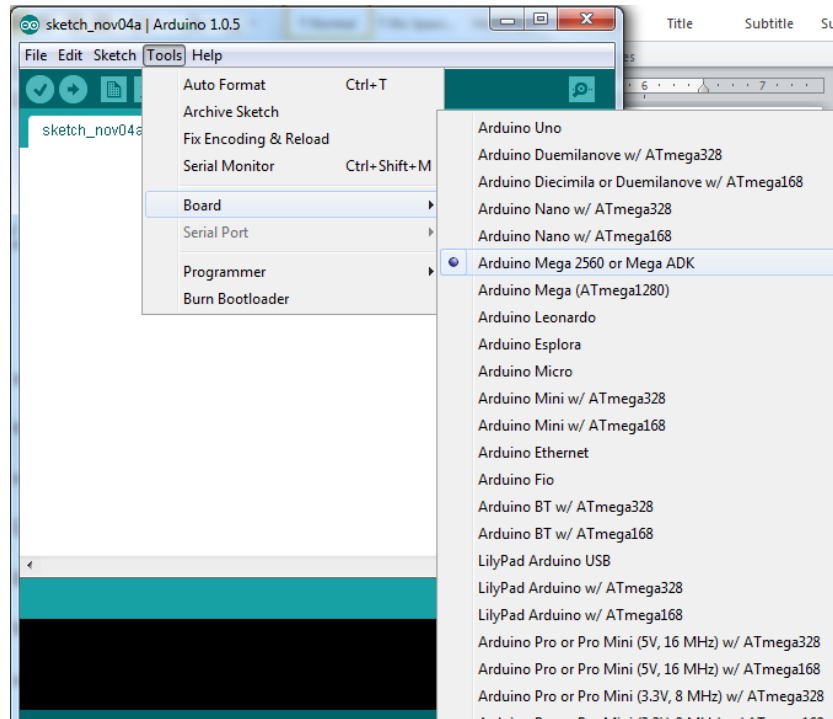 sketch_nov04a | Arduino 1.0.5
File Edit Sketch Tools Help
Title Subtitle
6 7
sketch_nov04a
Auto Format Ctrl+T
Archive Sketch
Fix Encoding & Reload
Serial Monitor Ctrl+Shift+M
Board
Serial Port
Programmer
Burn Bootloader
Arduino Uno
Arduino Duemilanove w/ ATmega328
Arduino Diecimila or Duemilanove w/ ATmega168
Arduino Nano w/ ATmega328
Arduino Nano w/ ATmega168
Arduino Mega 2560 or Mega ADK
Arduino Mega (ATmega1280)
Arduino Leonardo
Arduino Esplora
Arduino Micro
Arduino Mini w/ ATmega328
Arduino Mini w/ ATmega168
Arduino Ethernet
Arduino Fio
Arduino BT w/ ATmega328
Arduino BT w/ ATmega168
LilyPad Arduino USB
LilyPad Arduino w/ ATmega328
LilyPad Arduino w/ ATmega168
Arduino Pro or Pro Mini (5V, 16 MHz) w/ ATmega328
Arduino Pro or Pro Mini (5V, 16 MHz) w/ ATmega168
Arduino Pro or Pro Mini (3.3V, 8 MHz) w/ ATmega328